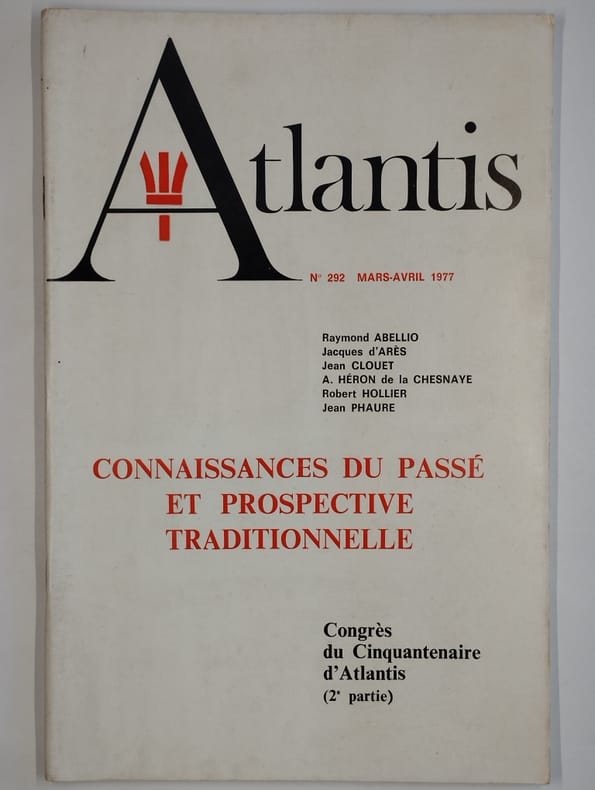 Atlantis
N° 292 MARS-AVRIL 1977
Raymond ABELLIO
Jacques d'ARÈS
Jean CLOUET
A. HÉRON de la CHESNAYE
Robert HOLLIER
Jean PHAURE
CONNAISSANCES DU PASSÉ
ET PROSPECTIVE
TRADITIONNELLE
Congrès
du Cinquantenaire
d'Atlantis
(2e partie)